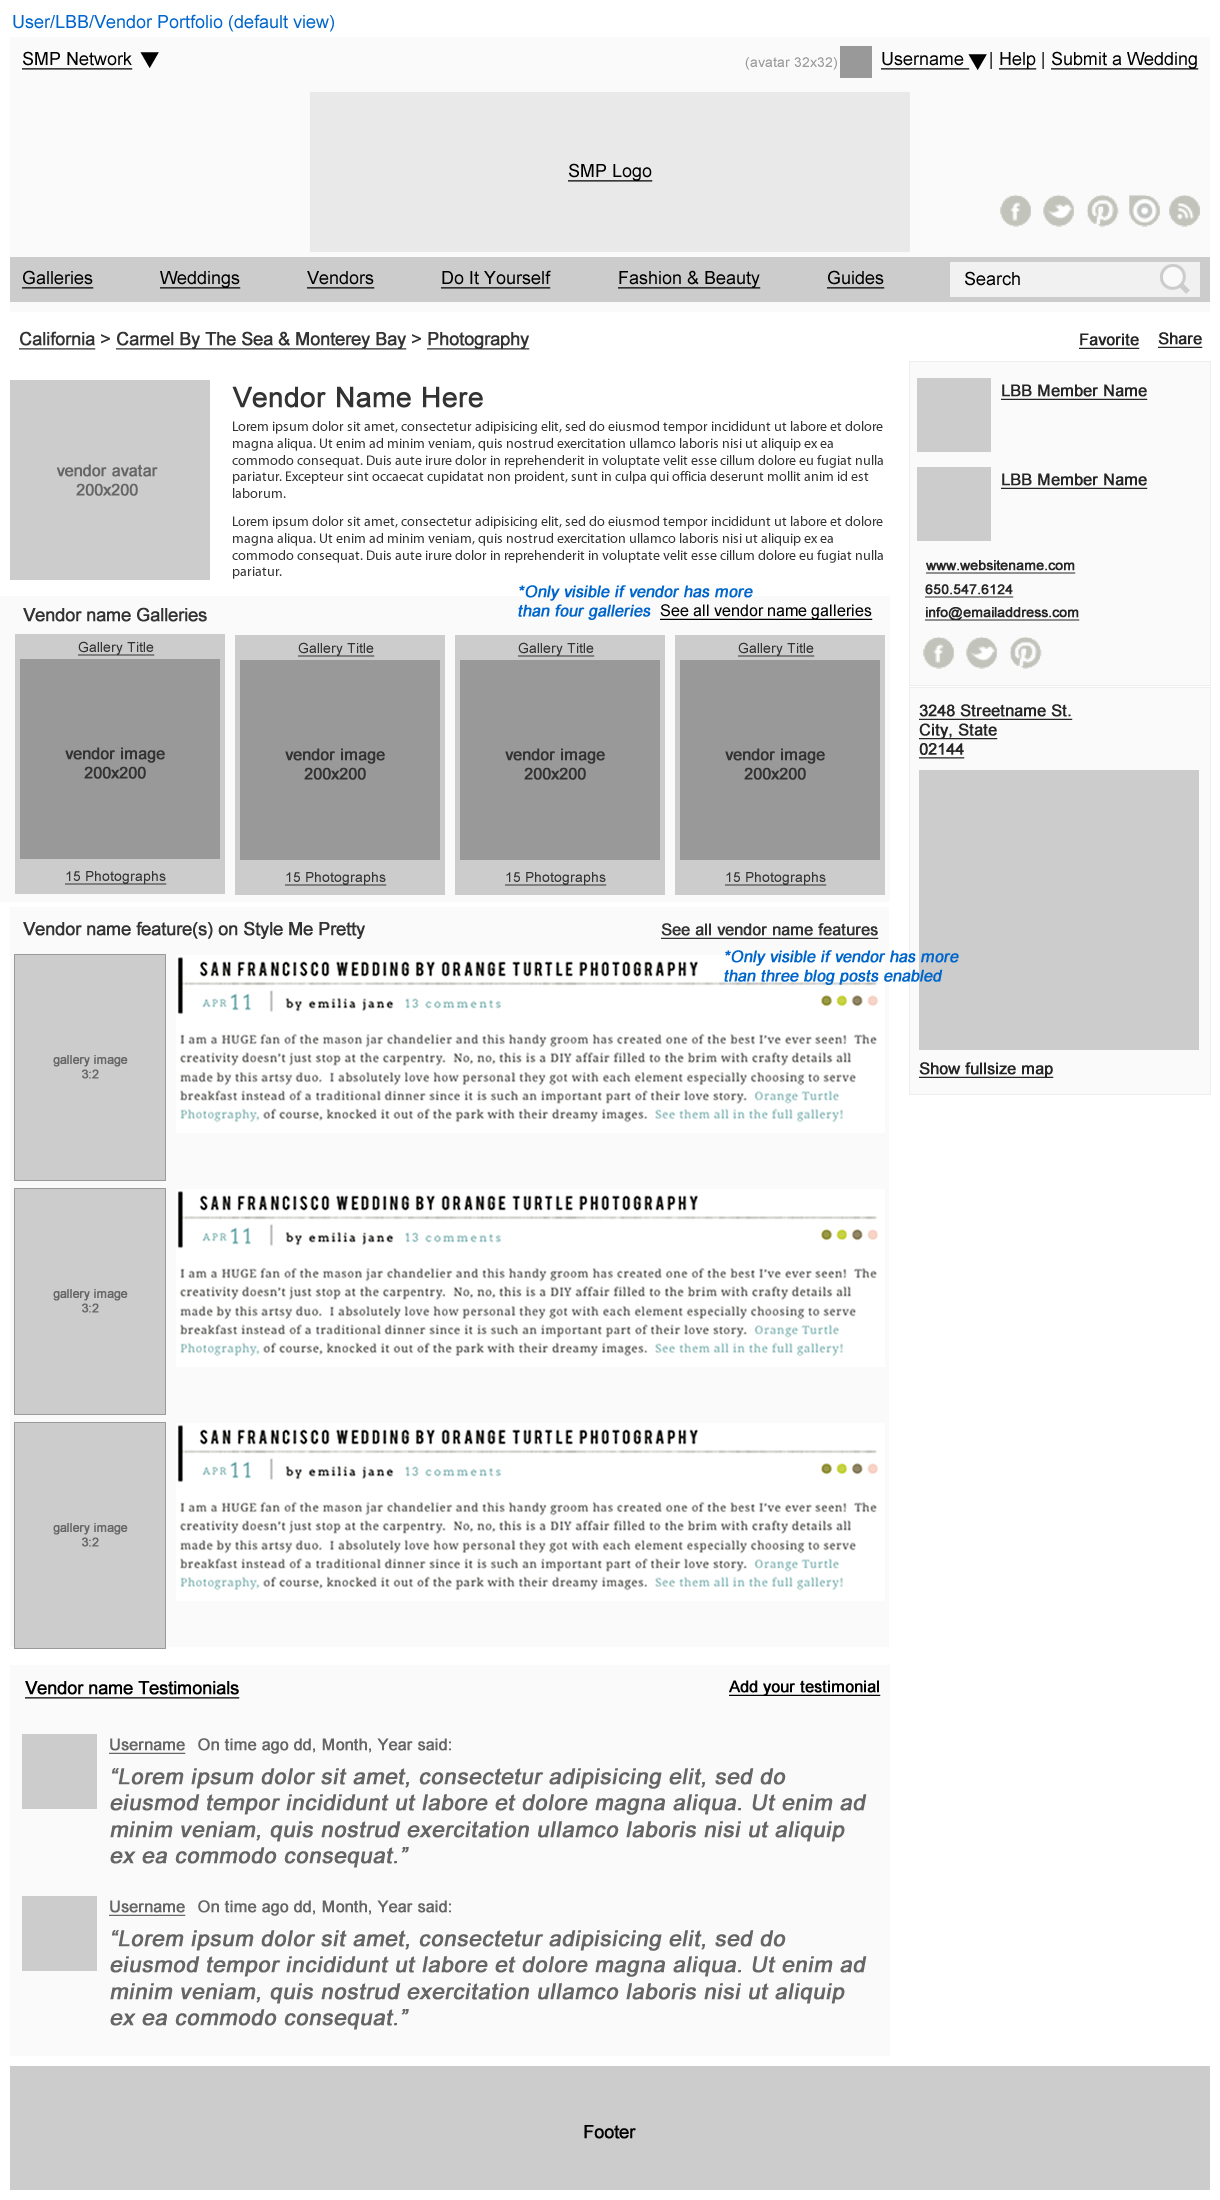 User/LBB/Vendor Portfolio (default view)
SMP Network
(avatar 32x32)
Username | Help | Submit a Wedding
SMP Logo
Galleries
Weddings
Vendors
Do It Yourself
Fashion & Beauty
Guides
Search
California > Carmel By The Sea & Monterey Bay > Photography
Favorite
Share
vendor avatar
200x200
Vendor Name Here
Lorem ipsum dolor sit amet, consectetur adipisicing elit, sed do eiusmod tempor incididunt ut labore et dolore
magna aliqua. Ut enim ad minim veniam, quis nostrud exercitation ullamco laboris nisi ut aliquip ex ea
commodo consequat. Duis aute irure dolor in reprehenderit in voluptate velit esse cillum dolore eu fugiat nulla
pariatur. Excepteur sint occaecat cupidatat non proident, sunt in culpa qui officia deserunt mollit anim id est
laborum.
Lorem ipsum dolor sit amet, consectetur adipisicing elit, sed do eiusmod tempor incididunt ut labore et dolore
magna aliqua. Ut enim ad minim veniam, quis nostrud exercitation ullamco laboris nisi ut aliquip ex ea
commodo consequat. Duis aute irure dolor in reprehenderit in voluptate velit esse cillum dolore eu fugiat nulla
pariatur.
LBB Member Name
LBB Member Name
www.websitename.com
650.547.6124
info@emailaddress.com
3248 Streetname St.
City, State
02144
Show fullsize map
*Only visible if vendor has more
than four galleries
Vendor name Galleries
See all vendor name galleries
Gallery Title
vendor image
200x200
15 Photographs
Gallery Title
vendor image
200x200
15 Photographs
Gallery Title
vendor image
200x200
15 Photographs
Gallery Title
vendor image
200x200
15 Photographs
Vendor name feature(s) on Style Me Pretty
See all vendor name features
*Only visible if vendor has more
than three blog posts enabled
gallery image
3:2
SAN FRANCISCO WEDDING BY ORANGE TURTLE PHOTOGRAPHY
APR 11 | by emilia jane 13 comments
I am a HUGE fan of the mason jar chandelier and this handy groom has created one of the best I've ever seen! The
creativity doesn't just stop at the carpentry. No, no, this is a DIY affair filled to the brim with crafty details all
made by this artsy duo. I absolutely love how personal they got with each element especially choosing to serve
breakfast instead of a traditional dinner since it is such an important part of their love story. Orange Turtle
Photography, of course, knocked it out of the park with their dreamy images. See them all in the full gallery!
gallery image
3:2
SAN FRANCISCO WEDDING BY ORANGE TURTLE PHOTOGRAPHY
APR 11 | by emilia jane 13 comments
I am a HUGE fan of the mason jar chandelier and this handy groom has created one of the best I've ever seen! The
creativity doesn't just stop at the carpentry. No, no, this is a DIY affair filled to the brim with crafty details all
made by this artsy duo. I absolutely love how personal they got with each element especially choosing to serve
breakfast instead of a traditional dinner since it is such an important part of their love story. Orange Turtle
Photography, of course, knocked it out of the park with their dreamy images. See them all in the full gallery!
gallery image
3:2
SAN FRANCISCO WEDDING BY ORANGE TURTLE PHOTOGRAPHY
APR 11 | by emilia jane 13 comments
I am a HUGE fan of the mason jar chandelier and this handy groom has created one of the best I've ever seen! The
creativity doesn't just stop at the carpentry. No, no, this is a DIY affair filled to the brim with crafty details all
made by this artsy duo. I absolutely love how personal they got with each element especially choosing to serve
breakfast instead of a traditional dinner since it is such an important part of their love story. Orange Turtle
Photography, of course, knocked it out of the park with their dreamy images. See them all in the full gallery!
Vendor name Testimonials
Add your testimonial
Username On time ago dd, Month, Year said:
“Lorem ipsum dolor sit amet, consectetur adipisicing elit, sed do
eiusmod tempor incididunt ut labore et dolore magna aliqua. Ut enim ad
minim veniam, quis nostrud exercitation ullamco laboris nisi ut aliquip
ex ea commodo consequat.”
Username On time ago dd, Month, Year said:
“Lorem ipsum dolor sit amet, consectetur adipisicing elit, sed do
eiusmod tempor incididunt ut labore et dolore magna aliqua. Ut enim ad
minim veniam, quis nostrud exercitation ullamco laboris nisi ut aliquip
ex ea commodo consequat.”
Footer